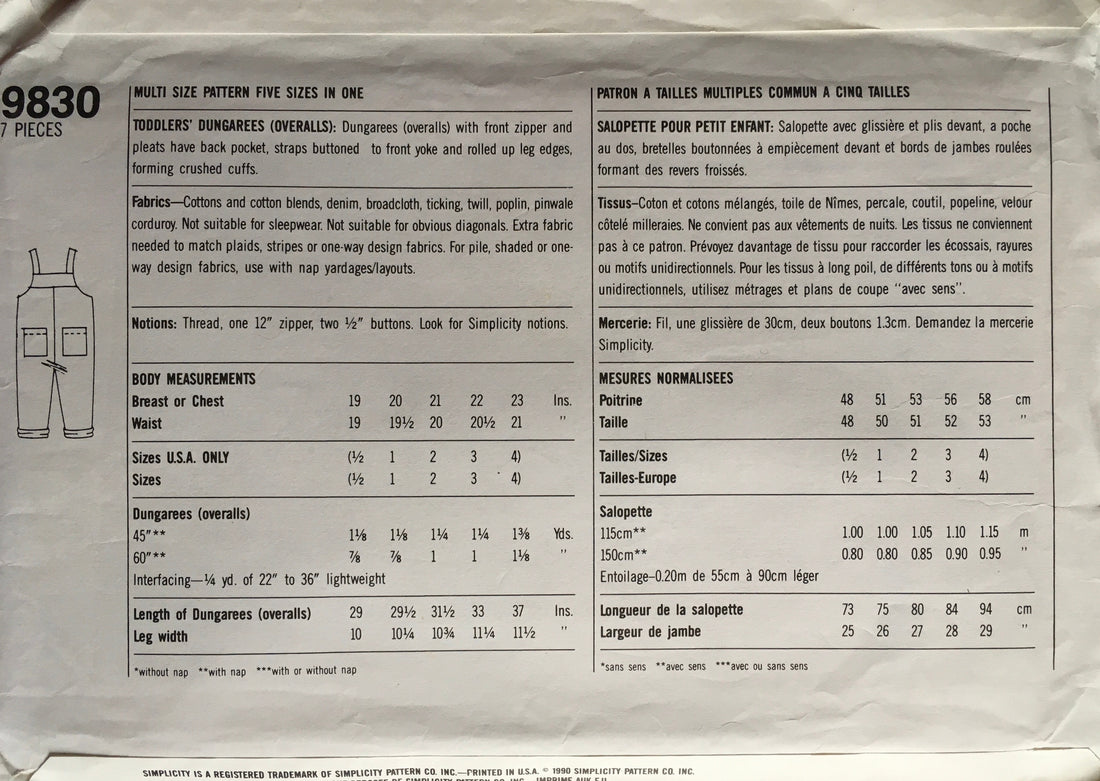 9830
7 PIECES
MULTI SIZE PATTERN FIVE SIZES IN ONE
TODDLERS' DUNGAREES (OVERALLS): Dungarees (overalls) with front zipper and
pleats have back pocket, straps buttoned to front yoke and rolled up leg edges,
forming crushed cuffs.
Fabrics—Cottons and cotton blends, denim, broadcloth, ticking, twill, poplin, pinwale
corduroy. Not suitable for sleepwear. Not suitable for obvious diagonals. Extra fabric
needed to match plaids, stripes or one-way design fabrics. For pile, shaded or one-
way design fabrics, use with nap yardages/layouts.
Notions: Thread, one 12″ zipper, two ½″ buttons. Look for Simplicity notions.
BODY MEASUREMENTS
Breast or Chest 19 20 21 22 23 Ins.
Waist 19 19½ 20 20½ 21 ″
Sizes U.S.A. ONLY (½ 1 2 3 4)
Sizes (½ 1 2 3 4)
Dungarees (overalls)
45″** 1⅛ 1⅛ 1¼ 1¼ 1⅜ Yds.
60″** ⅞ ⅞ 1 1 1⅛ ″
Interfacing—¼ yd. of 22″ to 36″ lightweight
Length of Dungarees (overalls) 29 29½ 31½ 33 37 Ins.
Leg width 10 10¼ 10¾ 11¼ 11½ ″
*without nap **with nap ***with or without nap
PATRON A TAILLES MULTIPLES COMMUN A CINQ TAILLES
SALOPETTE POUR PETIT ENFANT: Salopette avec glissière et plis devant, a poche
au dos, bretelles boutonnées à empiècement devant et bords de jambes roulées
formant des revers froissés.
Tissus–Coton et cotons mélangés, toile de Nîmes, percale, coutil, popeline, velour
côtelé milleraies. Ne convient pas aux vêtements de nuits. Les tissus ne conviennent
pas à ce patron. Prévoyez davantage de tissu pour raccorder les écossais, rayures
ou motifs unidirectionnels. Pour les tissus à long poil, de différents tons ou à motifs
unidirectionnels, utilisez métrages et plans de coupe "avec sens".
Mercerie: Fil, une glissière de 30cm, deux boutons 1.3cm. Demandez la mercerie
Simplicity.
MESURES NORMALISEES
Poitrine 48 51 53 56 58 cm
Taille 48 50 51 52 53 ″
Tailles/Sizes (½ 1 2 3 4)
Tailles-Europe (½ 1 2 3 4)
Salopette
115cm** 1.00 1.00 1.05 1.10 1.15 m
150cm** 0.80 0.80 0.85 0.90 0.95 ″
Entoilage–0.20m de 55cm à 90cm léger
Longueur de la salopette 73 75 80 84 94 cm
Largeur de jambe 25 26 27 28 29 ″
*sans sens **avec sens ***avec ou sans sens
SIMPLICITY IS A REGISTERED TRADEMARK OF SIMPLICITY PATTERN CO. INC.—PRINTED IN U.S.A. © 1990 SIMPLICITY PATTERN CO. INC.